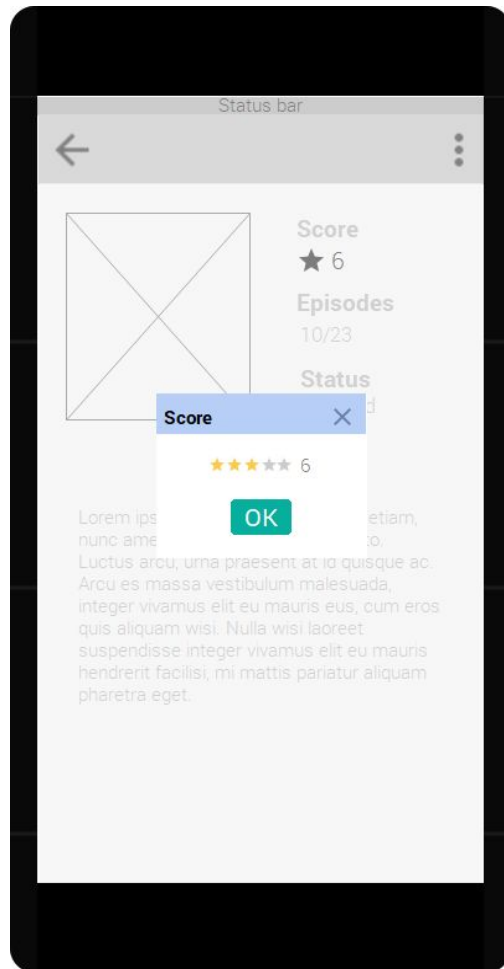 Status bar
Score
6
Episodes
10/23
Status
Score
6
OK
Lorem ips etiam,
nunc ame to,
Luctus arcu, urna praesent at id quisque ac.
Arcu es massa vestibulum malesuada,
integer vivamus elit eu mauris eus, cum eros
quis aliquam wisi. Nulla wisi laoreet
suspendisse integer vivamus elit eu mauris
hendrerit facilisi, mi mattis pariatur aliquam
pharetra eget.